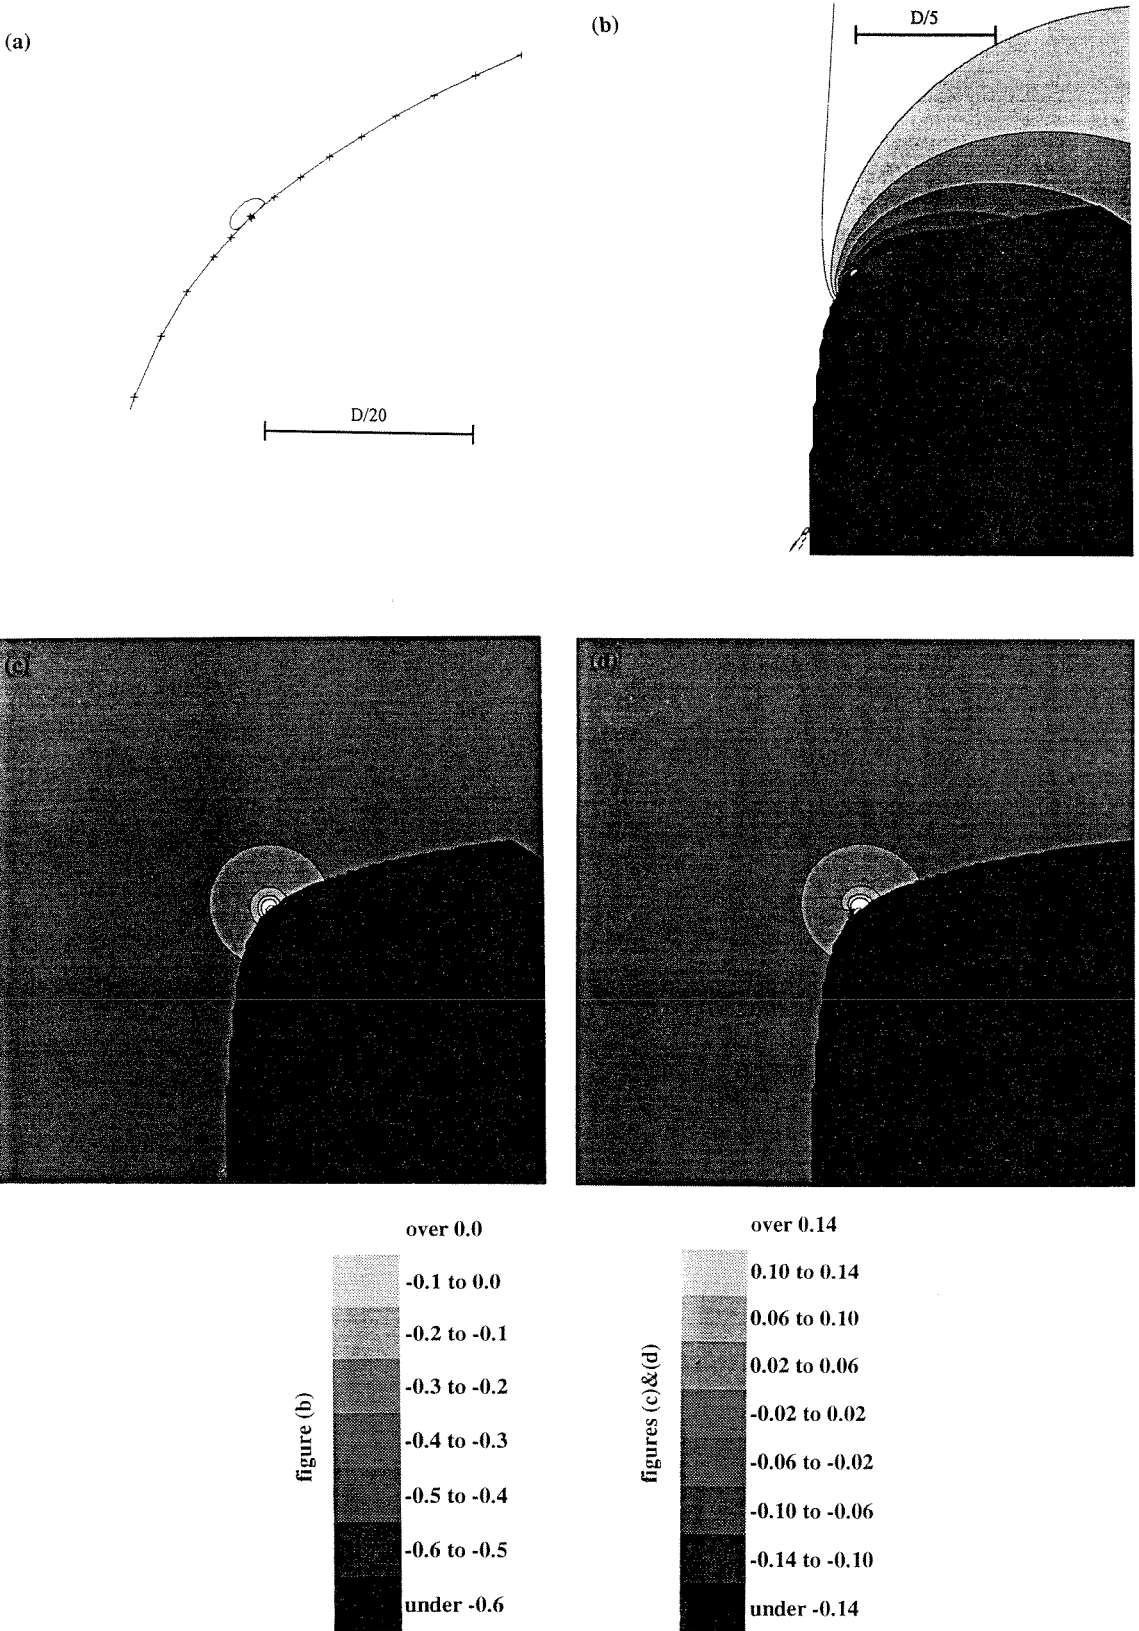 (a)
(b)
D/5
D/20
(c)
(d)
over 0.0
-0.1 to 0.0
-0.2 to -0.1
-0.3 to -0.2
-0.4 to -0.3
-0.5 to -0.4
-0.6 to -0.5
under -0.6
figure (b)
over 0.14
0.10 to 0.14
0.06 to 0.10
0.02 to 0.06
-0.02 to 0.02
-0.06 to -0.02
-0.10 to -0.06
-0.14 to -0.10
under -0.14
figures (c)&(d)